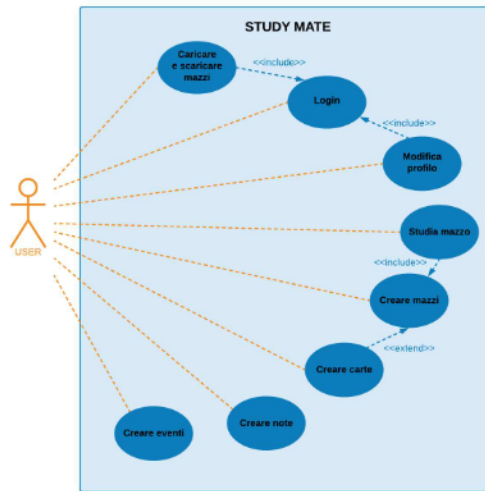 STUDY MATE
Caricare
e scaricare
mazzi
<<include>>
Login
<<include>>
Modifica
profilo
USER
Studia mazzo
<<include>>
Creare mazzi
<<extend>>
Creare carte
Creare note
Creare eventi